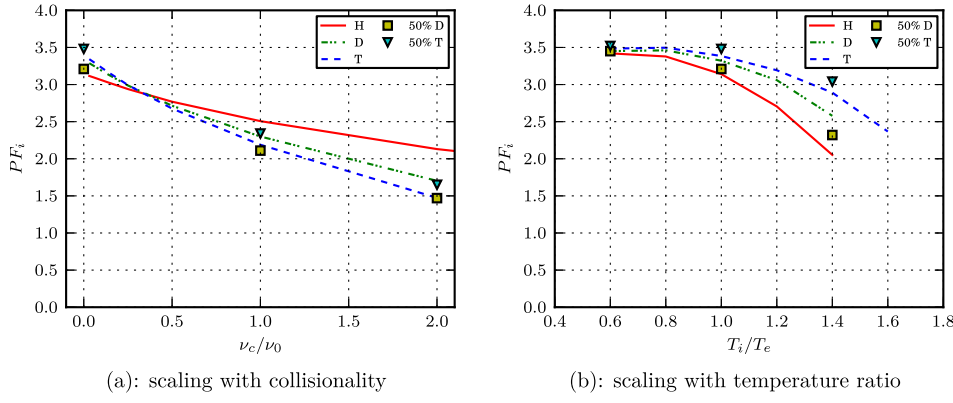 4.0
3.5
3.0
2.5
2.0
1.5
1.0
0.5
0.0
PF_i
H
D
T
50% D
50% T
0.0 0.5 1.0 1.5 2.0
ν_c/ν_0
(a): scaling with collisionality
4.0
3.5
3.0
2.5
2.0
1.5
1.0
0.5
0.0
PF_i
H
D
T
50% D
50% T
0.4 0.6 0.8 1.0 1.2 1.4 1.6 1.8
T_i/T_e
(b): scaling with temperature ratio